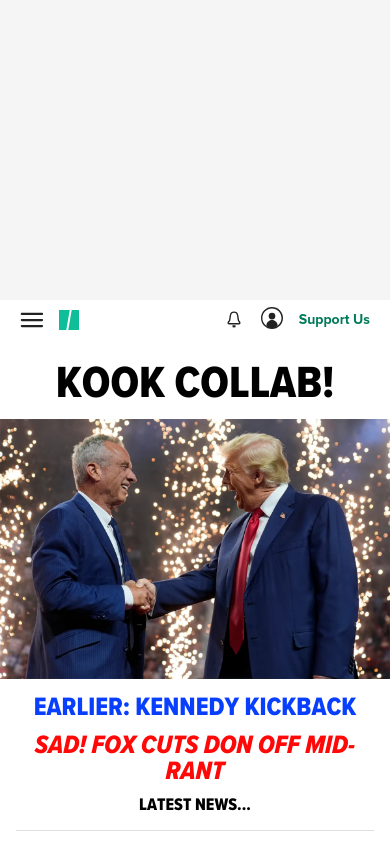 Support Us
KOOK COLLAB!
EARLIER: KENNEDY KICKBACK
SAD! FOX CUTS DON OFF MID-
RANT
LATEST NEWS...